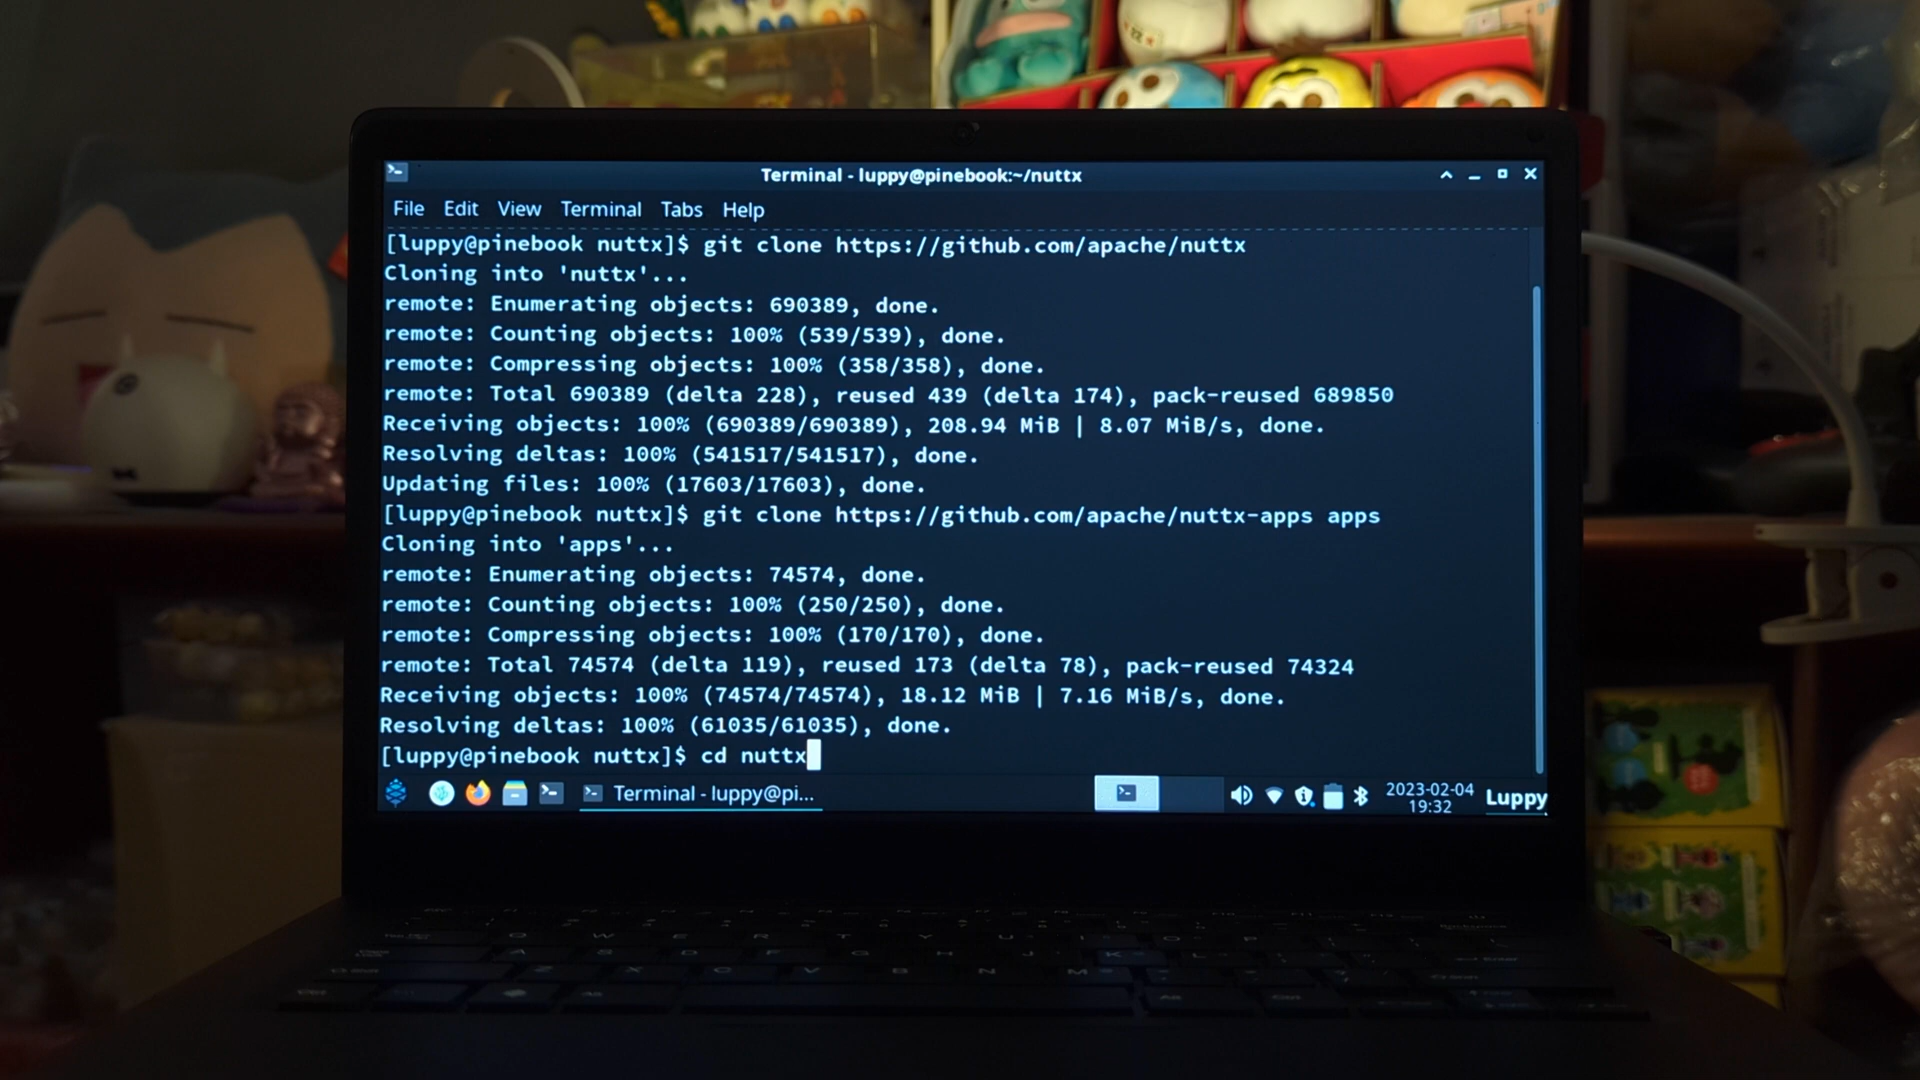 Terminal - luppy@pinebook:~/nuttx
File Edit View Terminal Tabs Help
[luppy@pinebook nuttx]$ git clone https://github.com/apache/nuttx
Cloning into 'nuttx'...
remote: Enumerating objects: 690389, done.
remote: Counting objects: 100% (539/539), done.
remote: Compressing objects: 100% (358/358), done.
remote: Total 690389 (delta 228), reused 439 (delta 174), pack-reused 689850
Receiving objects: 100% (690389/690389), 208.94 MiB | 8.07 MiB/s, done.
Resolving deltas: 100% (541517/541517), done.
Updating files: 100% (17603/17603), done.
[luppy@pinebook nuttx]$ git clone https://github.com/apache/nuttx-apps apps
Cloning into 'apps'...
remote: Enumerating objects: 74574, done.
remote: Counting objects: 100% (250/250), done.
remote: Compressing objects: 100% (170/170), done.
remote: Total 74574 (delta 119), reused 173 (delta 78), pack-reused 74324
Receiving objects: 100% (74574/74574), 18.12 MiB | 7.16 MiB/s, done.
Resolving deltas: 100% (61035/61035), done.
[luppy@pinebook nuttx]$ cd nuttx
Terminal - luppy@pi...
2023-02-04
19:32
Luppy